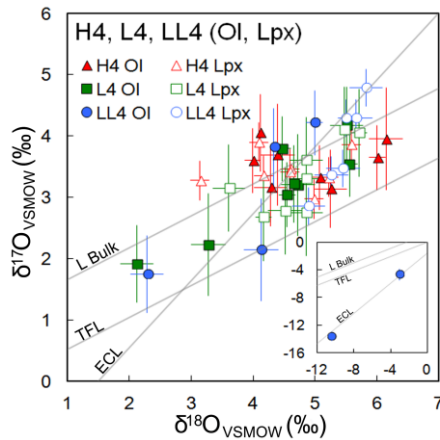 H4, L4, LL4 (Ol, Lpx)
H4 Ol H4 Lpx
L4 Ol L4 Lpx
LL4 Ol LL4 Lpx
δ¹⁷O_VSMOW (‰)
6
5
4
3
2
1
0
L Bulk
TFL
ECL
0
-4
-8
-12
-16
L Bulk
TFL
ECL
-12 -8 -4 0
1 2 3 4 5 6 7
δ¹⁸O_VSMOW (‰)